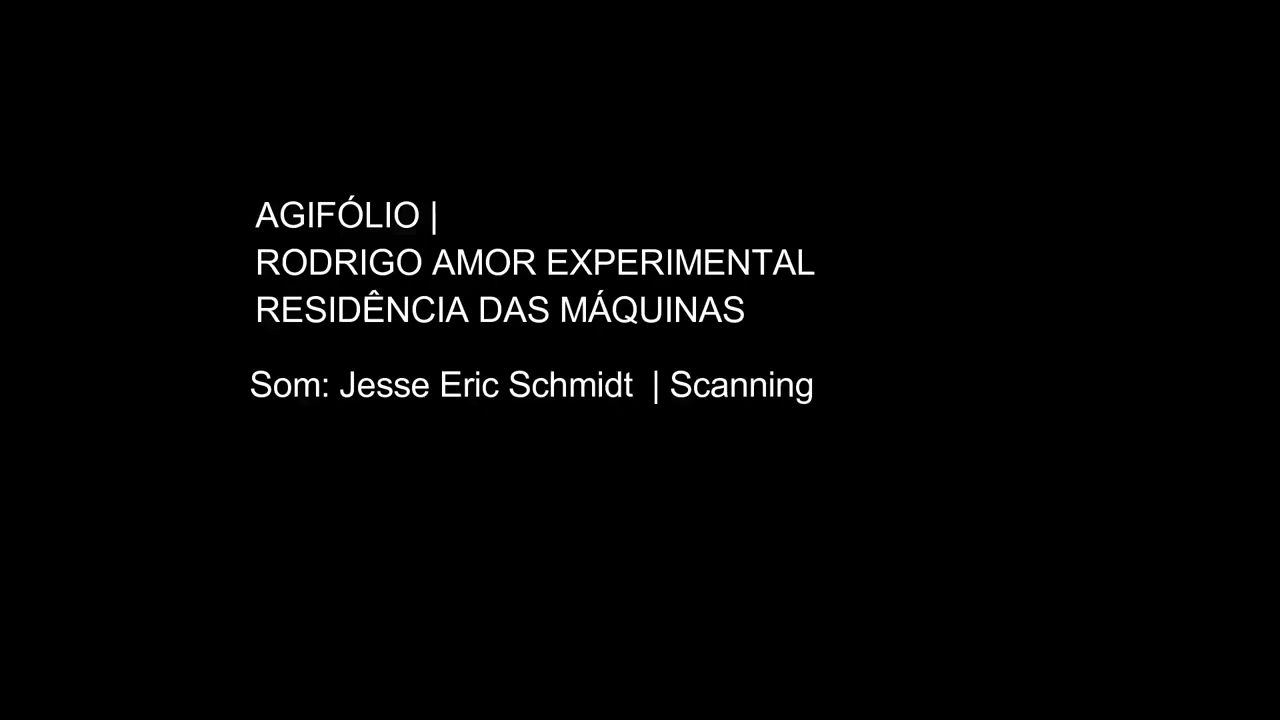 AGIFÓLIO |
RODRIGO AMOR EXPERIMENTAL
RESIDÊNCIA DAS MÁQUINAS
Som: Jesse Eric Schmidt  | Scanning